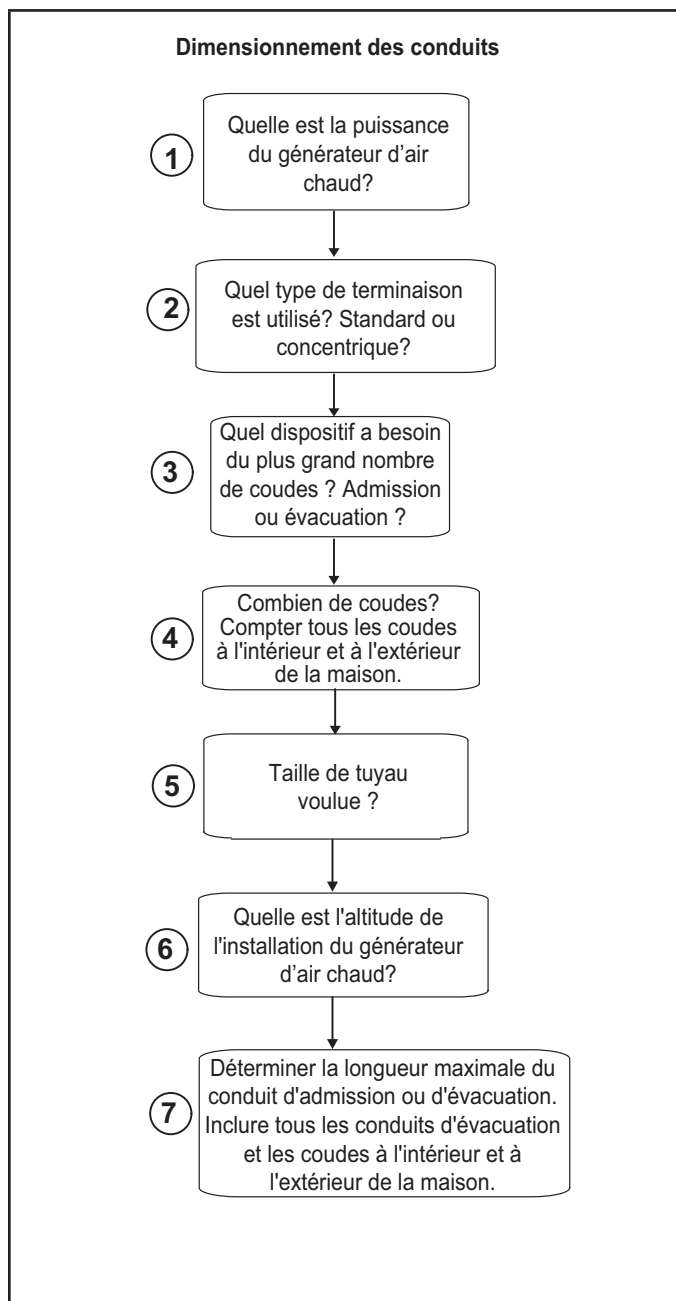 Dimensionnement des conduits
1
Quelle est la puissance
du générateur d’air
chaud?
2
Quel type de terminaison
est utilisé? Standard ou
concentrique?
3
Quel dispositif a besoin
du plus grand nombre
de coudes ? Admission
ou évacuation ?
4
Combien de coudes?
Compter tous les coudes
à l'intérieur et à l'extérieur
de la maison.
5
Taille de tuyau
voulue ?
6
Quelle est l'altitude de
l'installation du générateur
d’air chaud?
7
Déterminer la longueur maximale du
conduit d'admission ou d'évacuation.
Inclure tous les conduits d'évacuation
et les coudes à l'intérieur et à
l'extérieur de la maison.